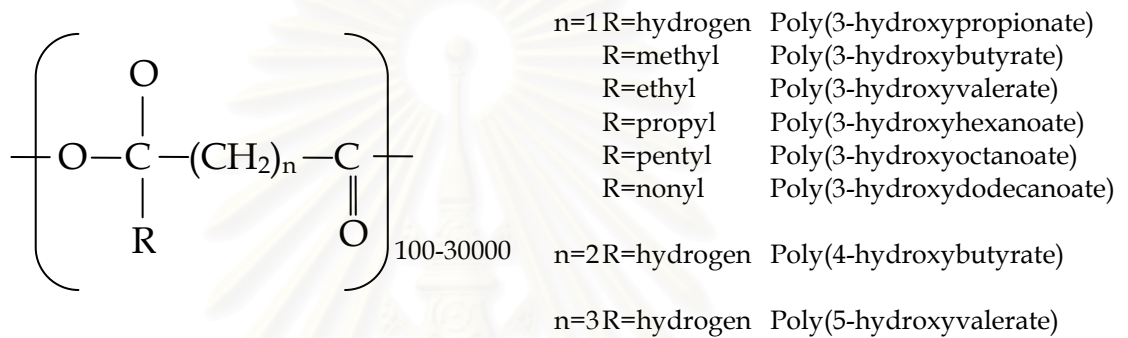 O
O—C—(CH₂)ₙ—C
R
O
100-30000
n=1 R=hydrogen Poly(3-hydroxypropionate)
R=methyl Poly(3-hydroxybutyrate)
R=ethyl Poly(3-hydroxyvalerate)
R=propyl Poly(3-hydroxyhexanoate)
R=pentyl Poly(3-hydroxyoctanoate)
R=nonyl Poly(3-hydroxydodecanoate)
n=2 R=hydrogen Poly(4-hydroxybutyrate)
n=3 R=hydrogen Poly(5-hydroxyvalerate)